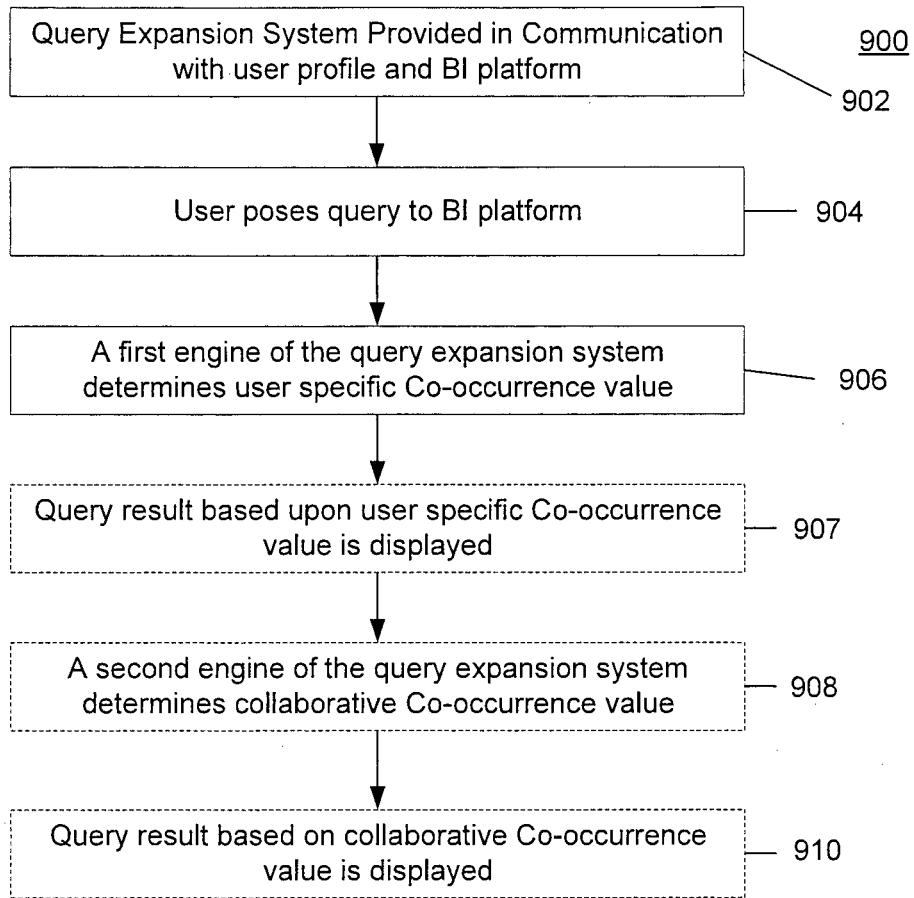 Query Expansion System Provided in Communication
with user profile and BI platform
900
902
User poses query to BI platform
904
A first engine of the query expansion system
determines user specific Co-occurrence value
906
Query result based upon user specific Co-occurrence
value is displayed
907
A second engine of the query expansion system
determines collaborative Co-occurrence value
908
Query result based on collaborative Co-occurrence
value is displayed
910